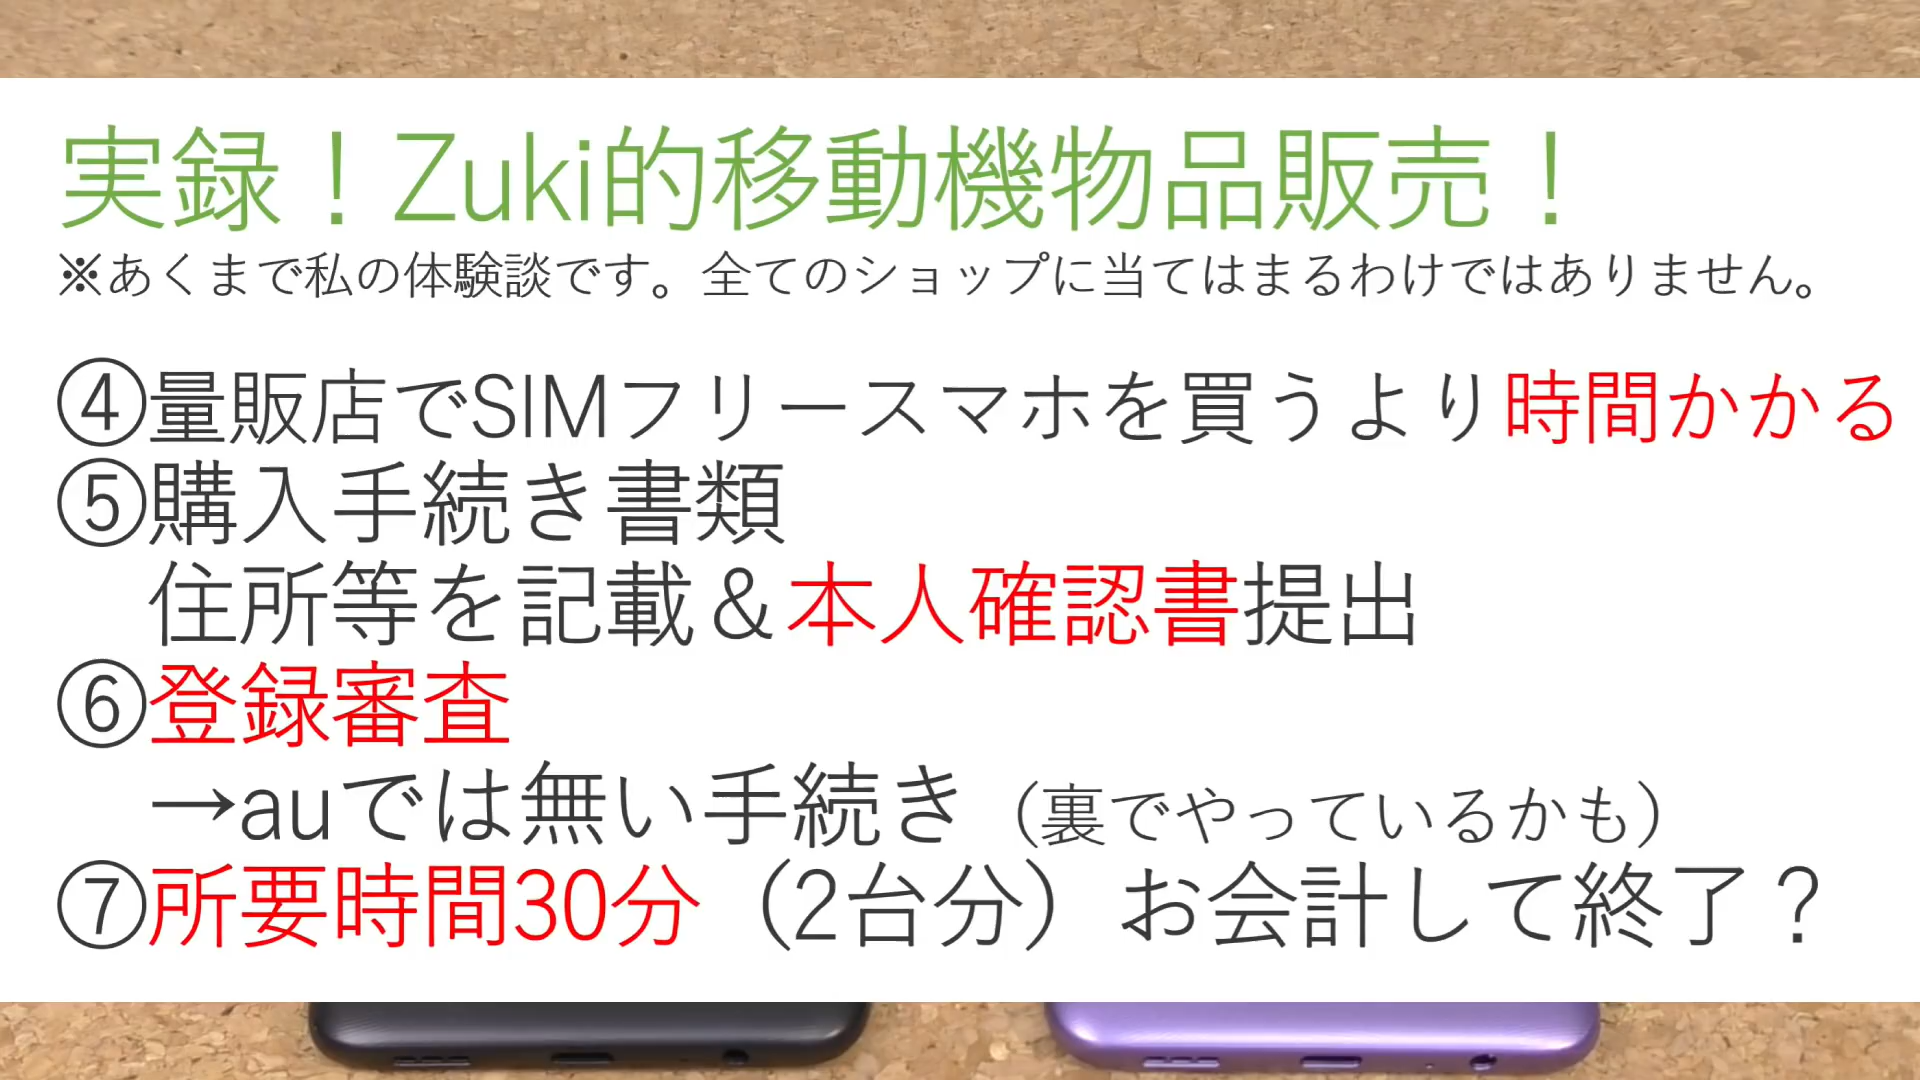 実録！Zuki的移動機物品販売！
※あくまで私の体験談です。全てのショップに当てはまるわけではありません。
④量販店でSIMフリースマホを買うより時間かかる
⑤購入手続き書類
住所等を記載＆本人確認書提出
⑥登録審査
→auでは無い手続き（裏でやっているかも）
⑦所要時間30分（2台分）お会計して終了？